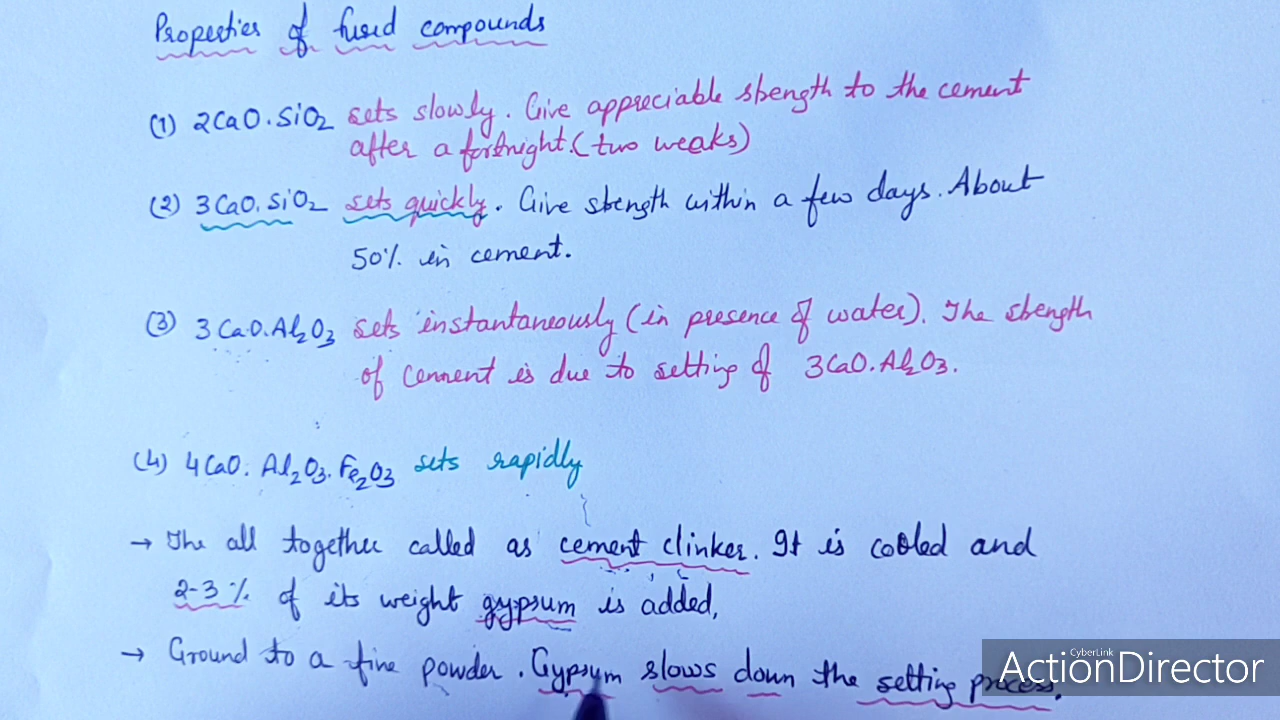 Properties of fused compounds
(1) 2CaO.SiO2 sets slowly. Give appreciable strength to the cement
after a fortnight.(two weaks)
(2) 3CaO.SiO2 sets quickly. Give strength within a few days. About
50% in cement.
(3) 3CaO.Al2O3 sets instantaneously (in presence of water). The strength
of cement is due to setting of 3CaO.Al2O3.
(4) 4CaO.Al2O3.Fe2O3 sets rapidly
→ The all together called as cement clinker. It is cooled and
2-3% of its weight gypsum is added,
→ Ground to a fine powder. Gypsum slows down the setting process.
CyberLink
ActionDirector